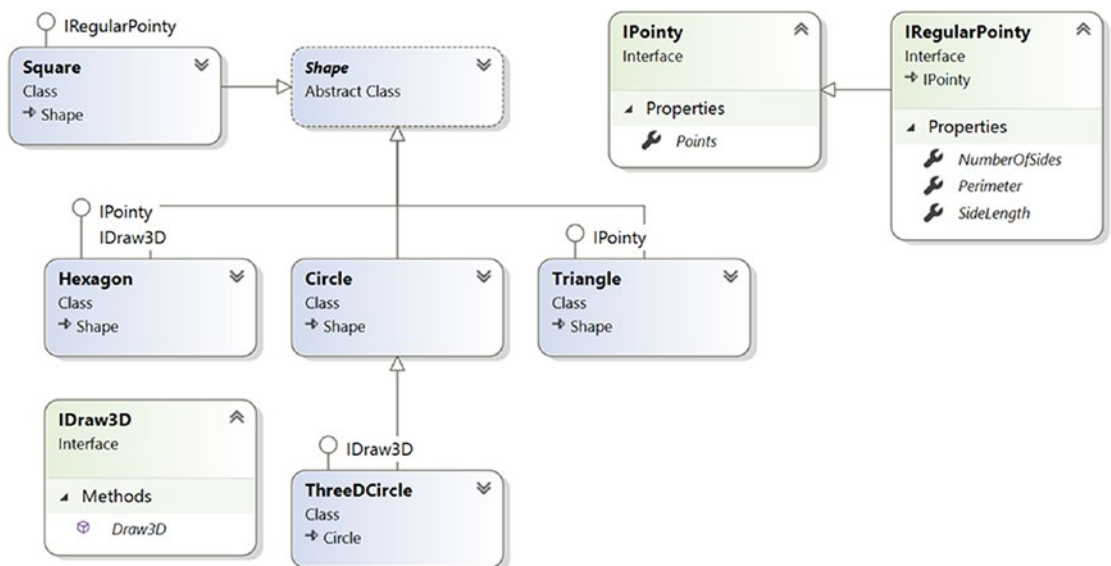 IRegularPointy
Square
Class
Shape
Shape
Abstract Class
IPointy
Interface
Properties
Points
IRegularPointy
Interface
IPointy
Properties
NumberOfSides
Perimeter
SideLength
IPointy
IDraw3D
Hexagon
Class
Shape
Circle
Class
Shape
IPointy
Triangle
Class
Shape
IDraw3D
Interface
Methods
Draw3D
IDraw3D
ThreeDCircle
Class
Circle